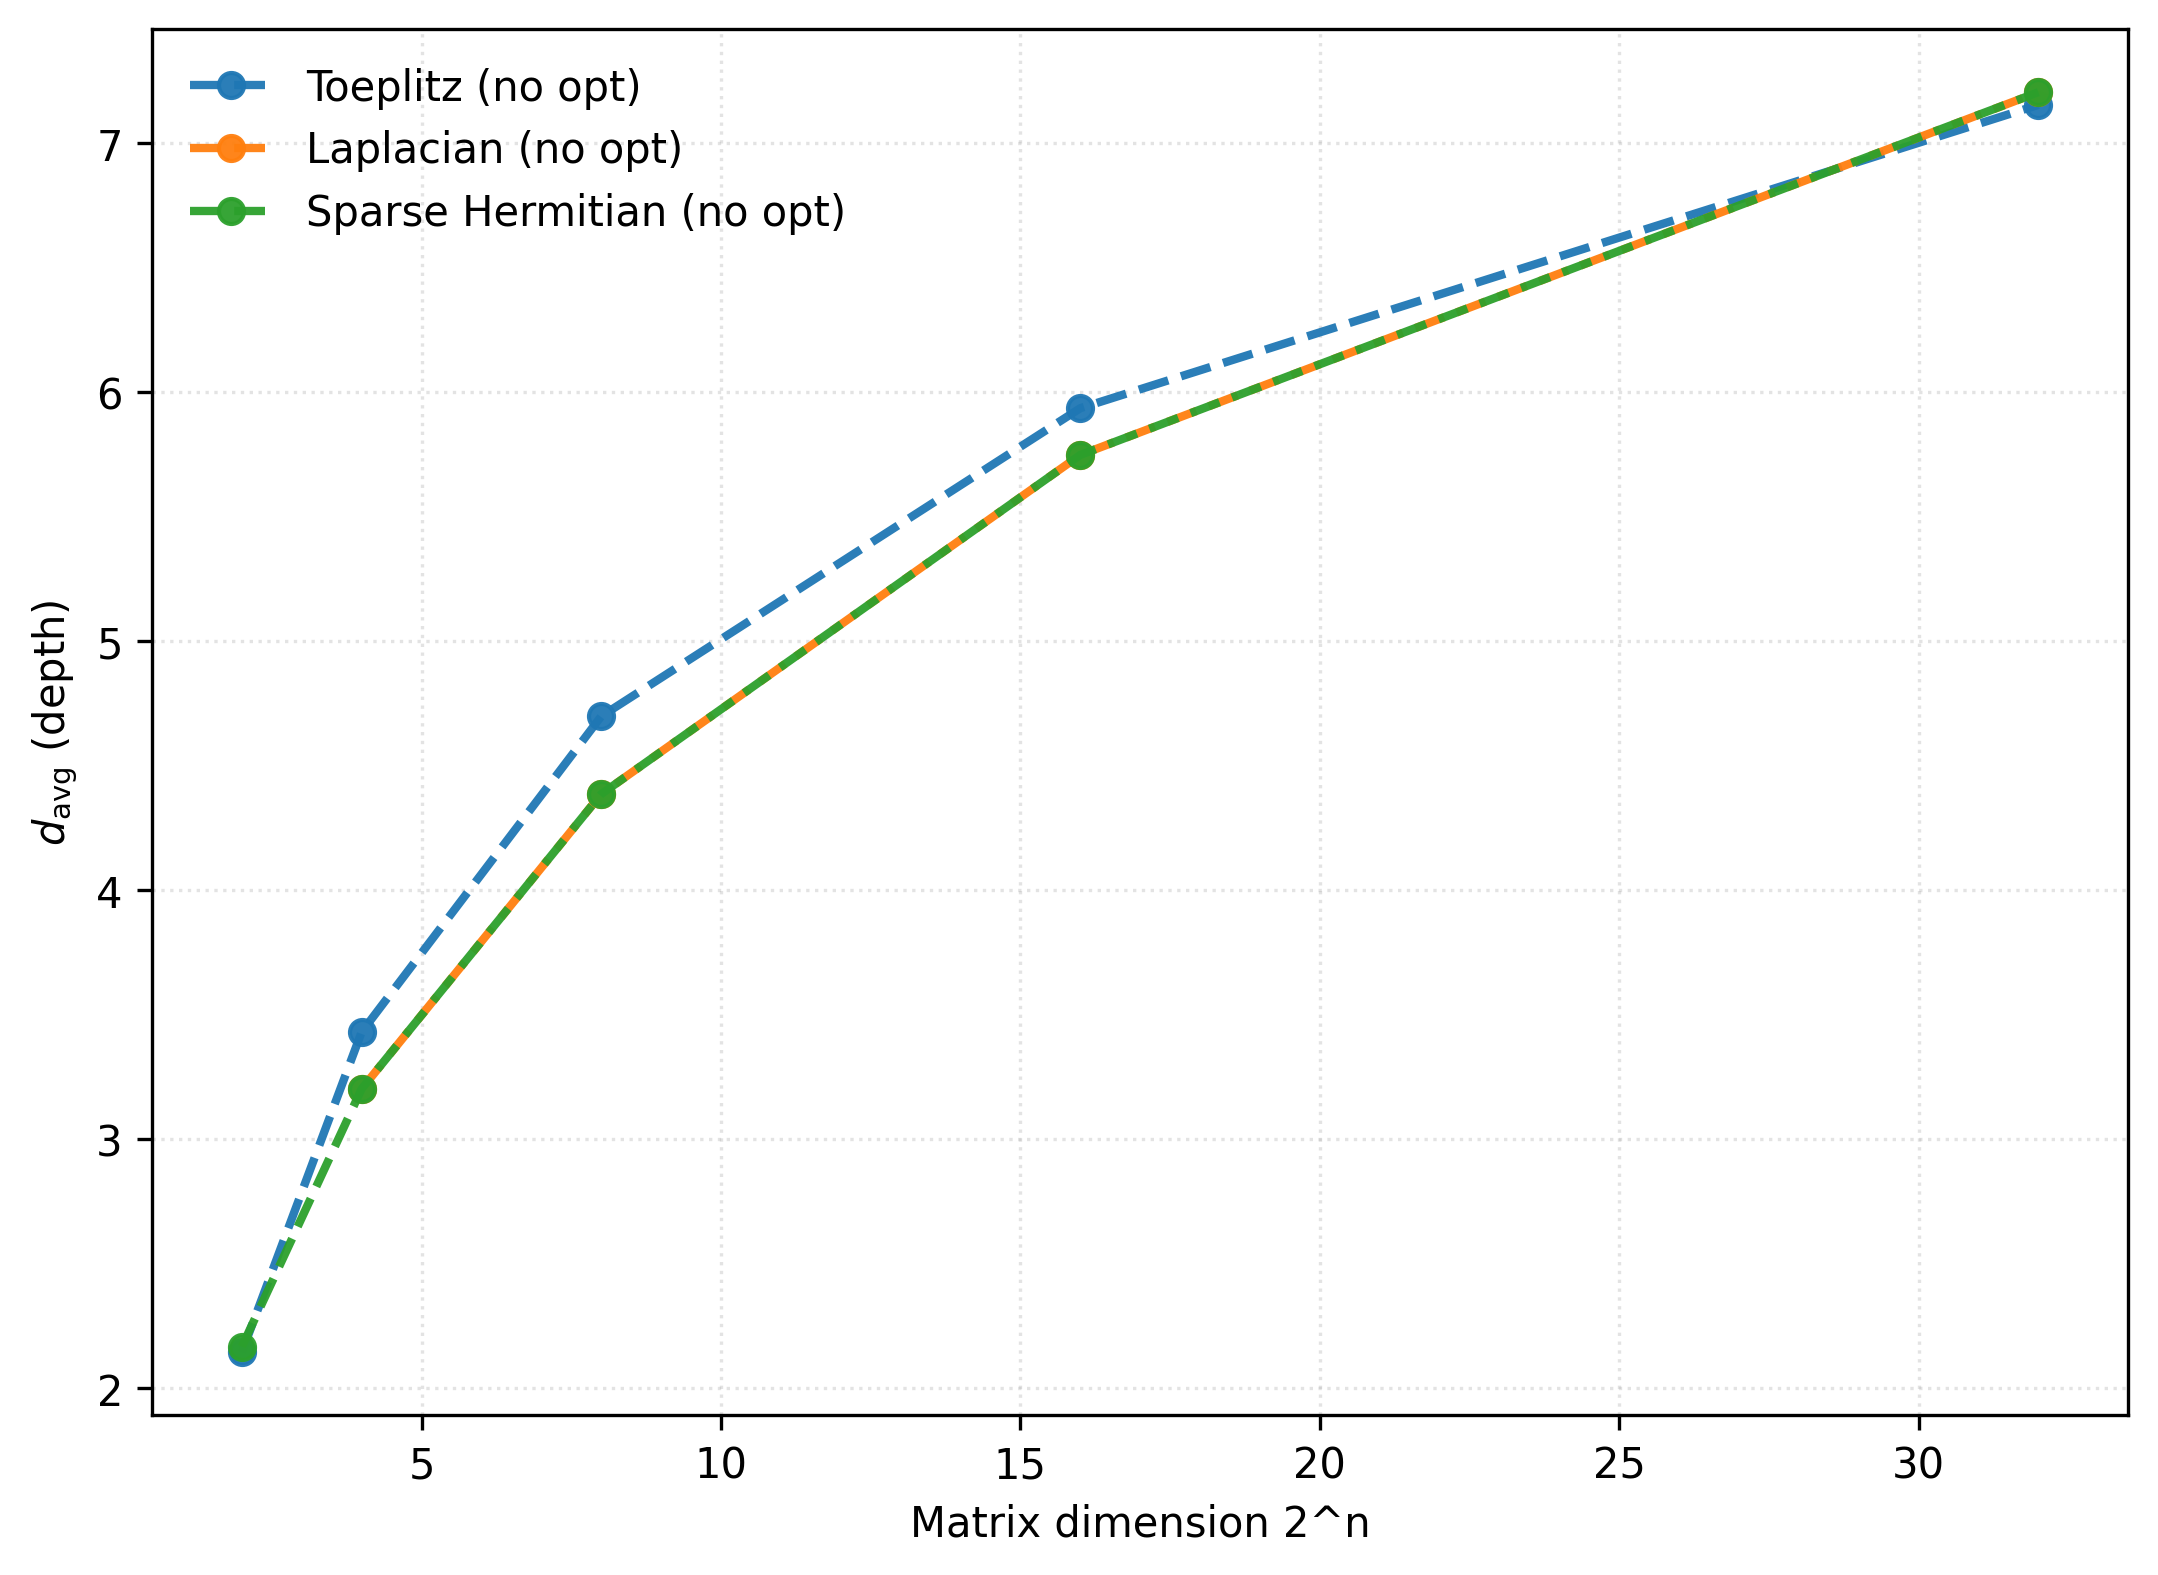 Toeplitz (no opt)
Laplacian (no opt)
Sparse Hermitian (no opt)
7
6
5
4
3
2
d_avg (depth)
5 10 15 20 25 30
Matrix dimension 2^n